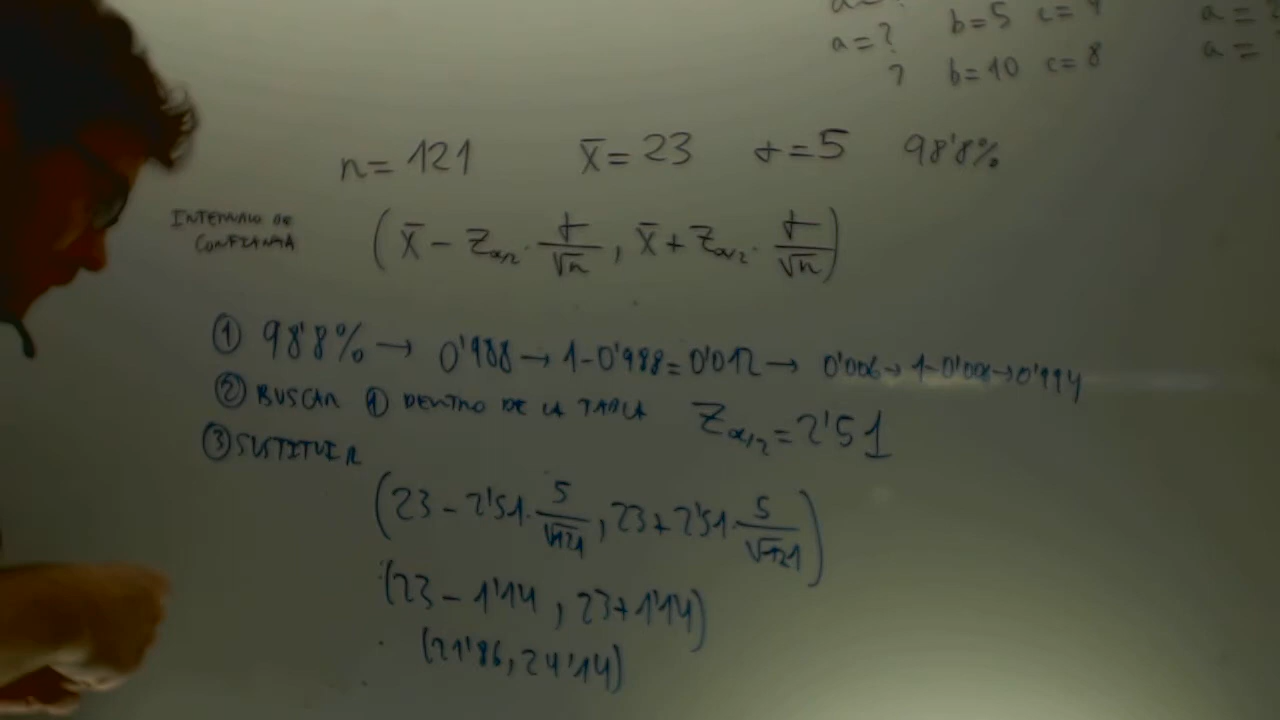 a=? b=5 c=4 a=
? b=10 c=8 a=
n=121 x̄=23 σ=5 98'8%
INTERVALO DE
CONFIANZA
(x̄ - Zα/2 · σ/√n , x̄ + Zα/2 · σ/√n)
① 98'8% → 0'988 → 1-0'988=0'012 → 0'006 → 1-0'006 → 0'994
② BUSCAR ① DENTRO DE LA TABLA Zα/2 = 2'51
③ SUSTITUIR
(23 - 2'51 · 5/√121 , 23 + 2'51 · 5/√121)
(23 - 1'14 , 23 + 1'14)
(21'86, 24'14)